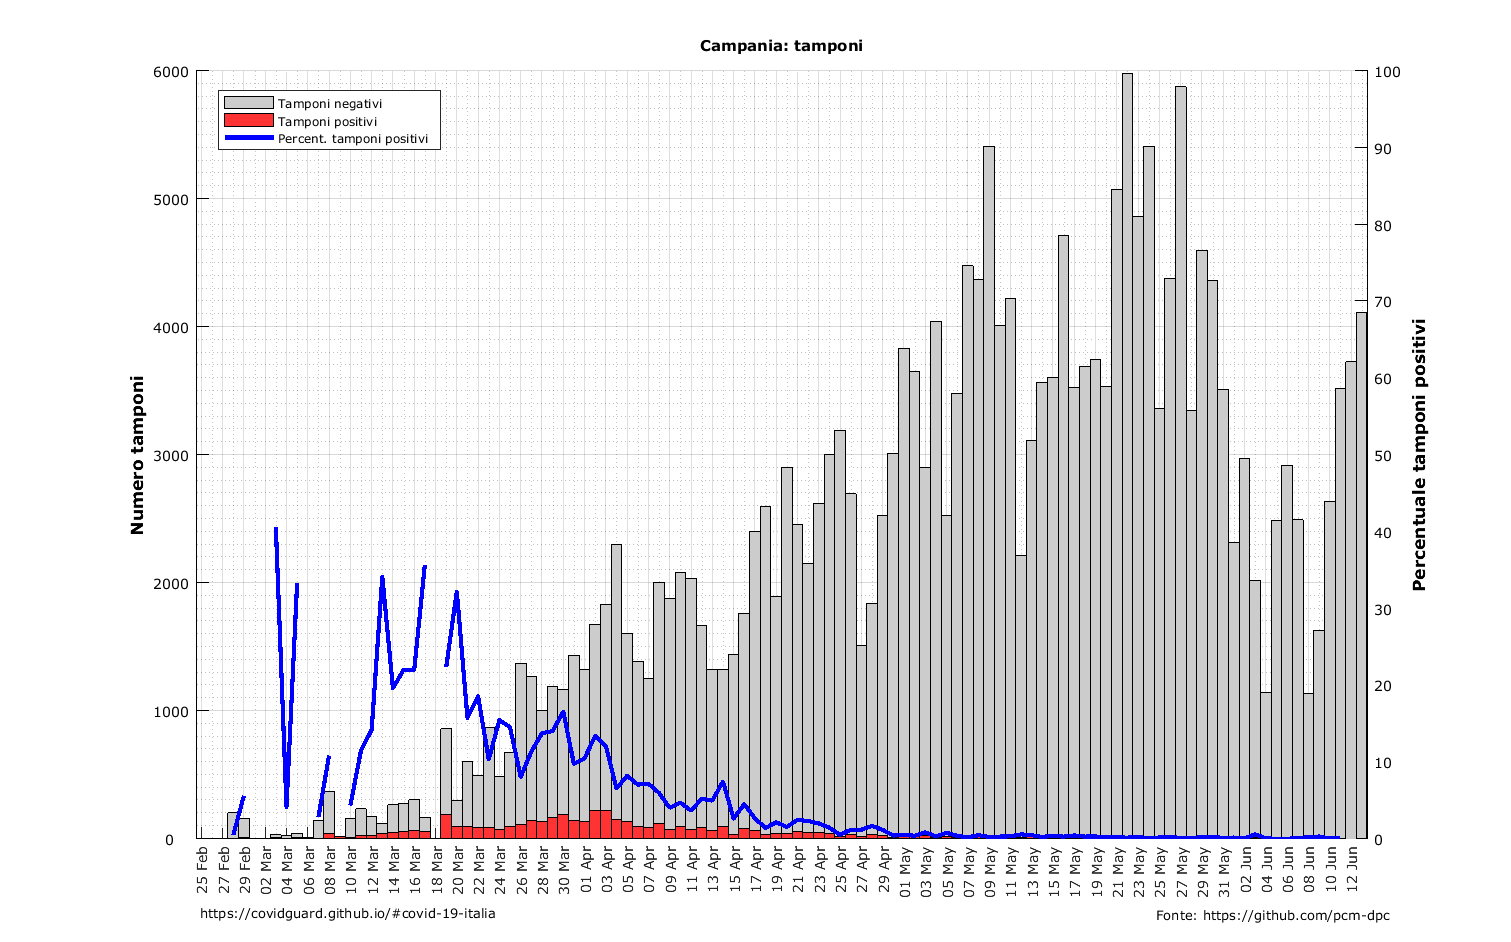 Campania: tamponi
Tamponi negativi
Tamponi positivi
Percent. tamponi positivi
Numero tamponi
6000
5000
4000
3000
2000
1000
0
Percentuale tamponi positivi
100
90
80
70
60
50
40
30
20
10
0
25 Feb
27 Feb
29 Feb
02 Mar
04 Mar
06 Mar
08 Mar
10 Mar
12 Mar
14 Mar
16 Mar
18 Mar
20 Mar
22 Mar
24 Mar
26 Mar
28 Mar
30 Mar
01 Apr
03 Apr
05 Apr
07 Apr
09 Apr
11 Apr
13 Apr
15 Apr
17 Apr
19 Apr
21 Apr
23 Apr
25 Apr
27 Apr
29 Apr
01 May
03 May
05 May
07 May
09 May
11 May
13 May
15 May
17 May
19 May
21 May
23 May
25 May
27 May
29 May
31 May
02 Jun
04 Jun
06 Jun
08 Jun
10 Jun
12 Jun
https://covidguard.github.io/#covid-19-italia
Fonte: https://github.com/pcm-dpc